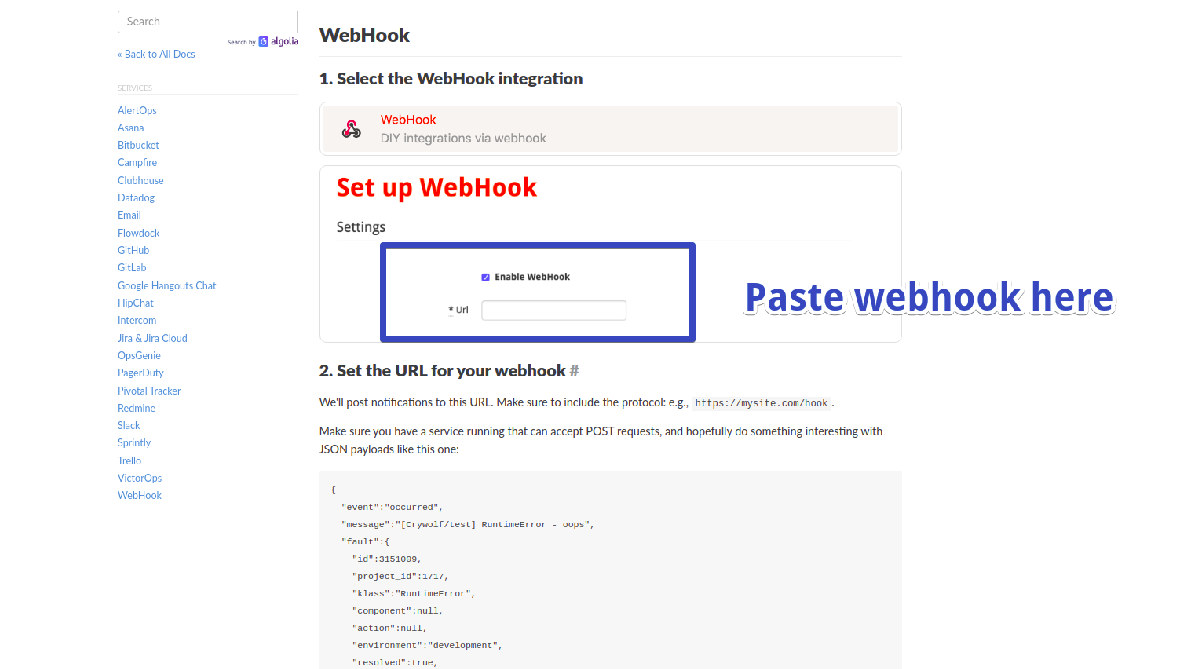 Search
Search by algolia
« Back to All Docs
SERVICES
AlertOps
Asana
Bitbucket
Campfire
Clubhouse
Datadog
Email
Flowdock
GitHub
GitLab
Google Hangouts Chat
HipChat
Intercom
Jira & Jira Cloud
OpsGenie
PagerDuty
Pivotal Tracker
Redmine
Slack
Sprintly
Trello
VictorOps
WebHook
WebHook
1. Select the WebHook integration
WebHook
DIY integrations via webhook
Set up WebHook
Settings
Enable WebHook
* Url
Paste webhook here
2. Set the URL for your webhook #
We'll post notifications to this URL. Make sure to include the protocol: e.g., https://mysite.com/hook.
Make sure you have a service running that can accept POST requests, and hopefully do something interesting with
JSON payloads like this one:
{
"event":"occurred",
"message":"[Crywolf/test] RuntimeError - oops",
"fault":{
"id":3151009,
"project_id":1717,
"klass":"RuntimeError",
"component":null,
"action":null,
"environment":"development",
"resolved":true,